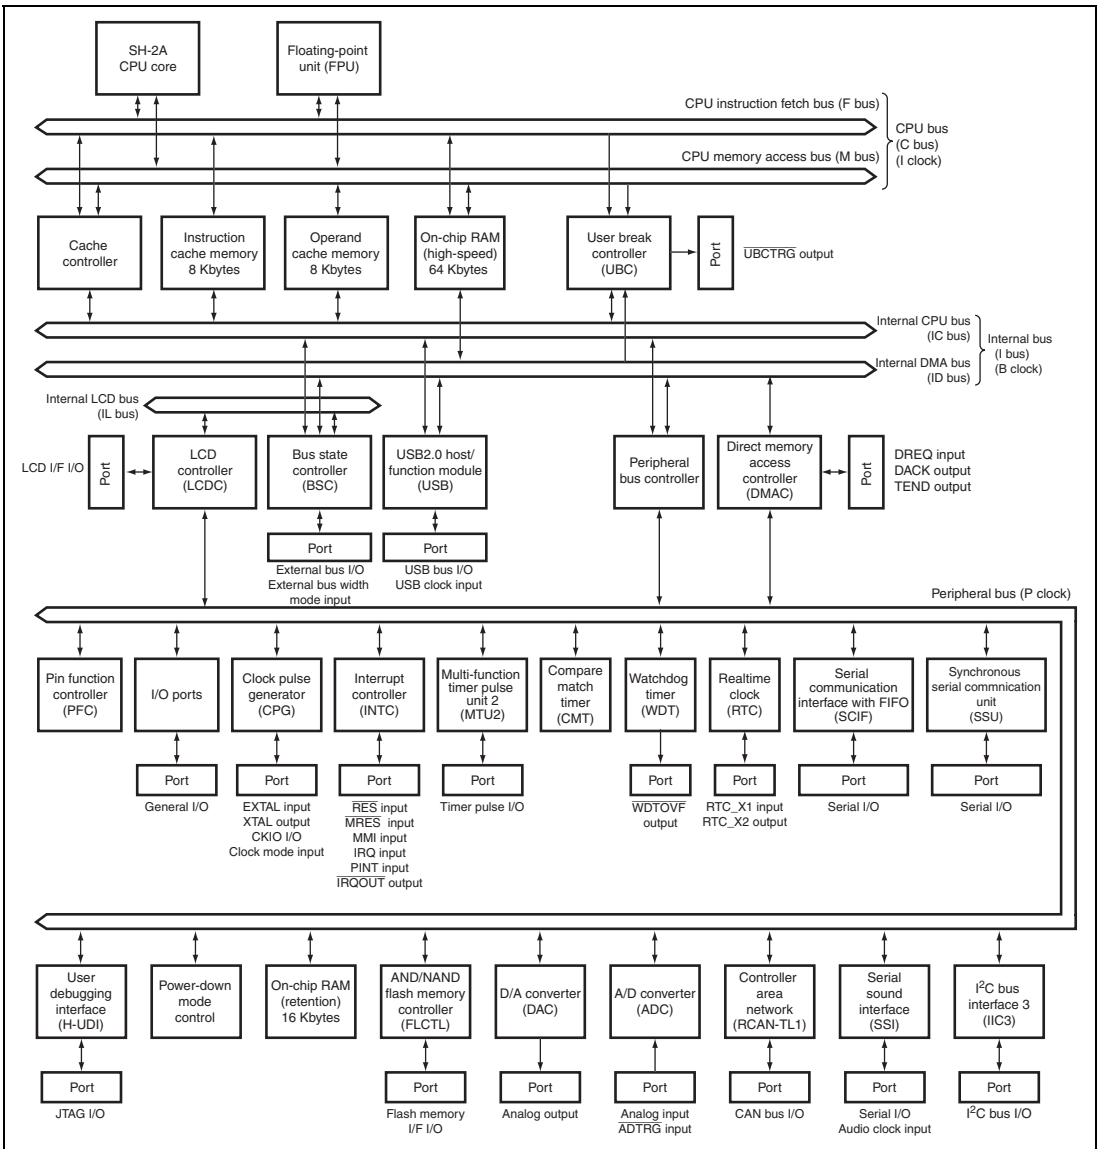 SH-2A
CPU core
Floating-point
unit (FPU)
CPU instruction fetch bus (F bus)
CPU bus
(C bus)
(I clock)
CPU memory access bus (M bus)
Cache
controller
Instruction
cache memory
8 Kbytes
Operand
cache memory
8 Kbytes
On-chip RAM
(high-speed)
64 Kbytes
User break
controller
(UBC)
Port
UBCTRG output
Internal CPU bus
(IC bus)
Internal bus
(I bus)
(B clock)
Internal DMA bus
(ID bus)
Internal LCD bus
(IL bus)
LCD I/F I/O
Port
LCD
controller
(LCDC)
Bus state
controller
(BSC)
USB2.0 host/
function module
(USB)
Peripheral
bus controller
Direct memory
access
controller
(DMAC)
Port
DREQ input
DACK output
TEND output
Port
External bus I/O
External bus width
mode input
Port
USB bus I/O
USB clock input
Peripheral bus (P clock)
Pin function
controller
(PFC)
I/O ports
Clock pulse
generator
(CPG)
Interrupt
controller
(INTC)
Multi-function
timer pulse
unit 2
(MTU2)
Compare
match
timer
(CMT)
Watchdog
timer
(WDT)
Realtime
clock
(RTC)
Serial
communication
interface with FIFO
(SCIF)
Synchronous
serial commnication
unit
(SSU)
Port
General I/O
Port
EXTAL input
XTAL output
CKIO I/O
Clock mode input
Port
RES input
MRES input
MMI input
IRQ input
PINT input
IRQOUT output
Port
Timer pulse I/O
Port
WDTOVF
output
Port
RTC_X1 input
RTC_X2 output
Port
Serial I/O
Port
Serial I/O
User
debugging
interface
(H-UDI)
Power-down
mode
control
On-chip RAM
(retention)
16 Kbytes
AND/NAND
flash memory
controller
(FLCTL)
D/A converter
(DAC)
A/D converter
(ADC)
Controller
area
network
(RCAN-TL1)
Serial
sound
interface
(SSI)
I²C bus
interface 3
(IIC3)
Port
JTAG I/O
Port
Flash memory
I/F I/O
Port
Analog output
Port
Analog input
ADTRG input
Port
CAN bus I/O
Port
Serial I/O
Audio clock input
Port
I²C bus I/O